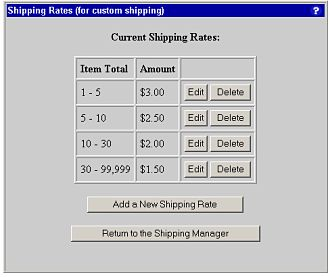 Shipping Rates (for custom shipping) ?
Current Shipping Rates:
Item Total Amount
1 - 5 $3.00 Edit Delete
5 - 10 $2.50 Edit Delete
10 - 30 $2.00 Edit Delete
30 - 99,999 $1.50 Edit Delete
Add a New Shipping Rate
Return to the Shipping Manager